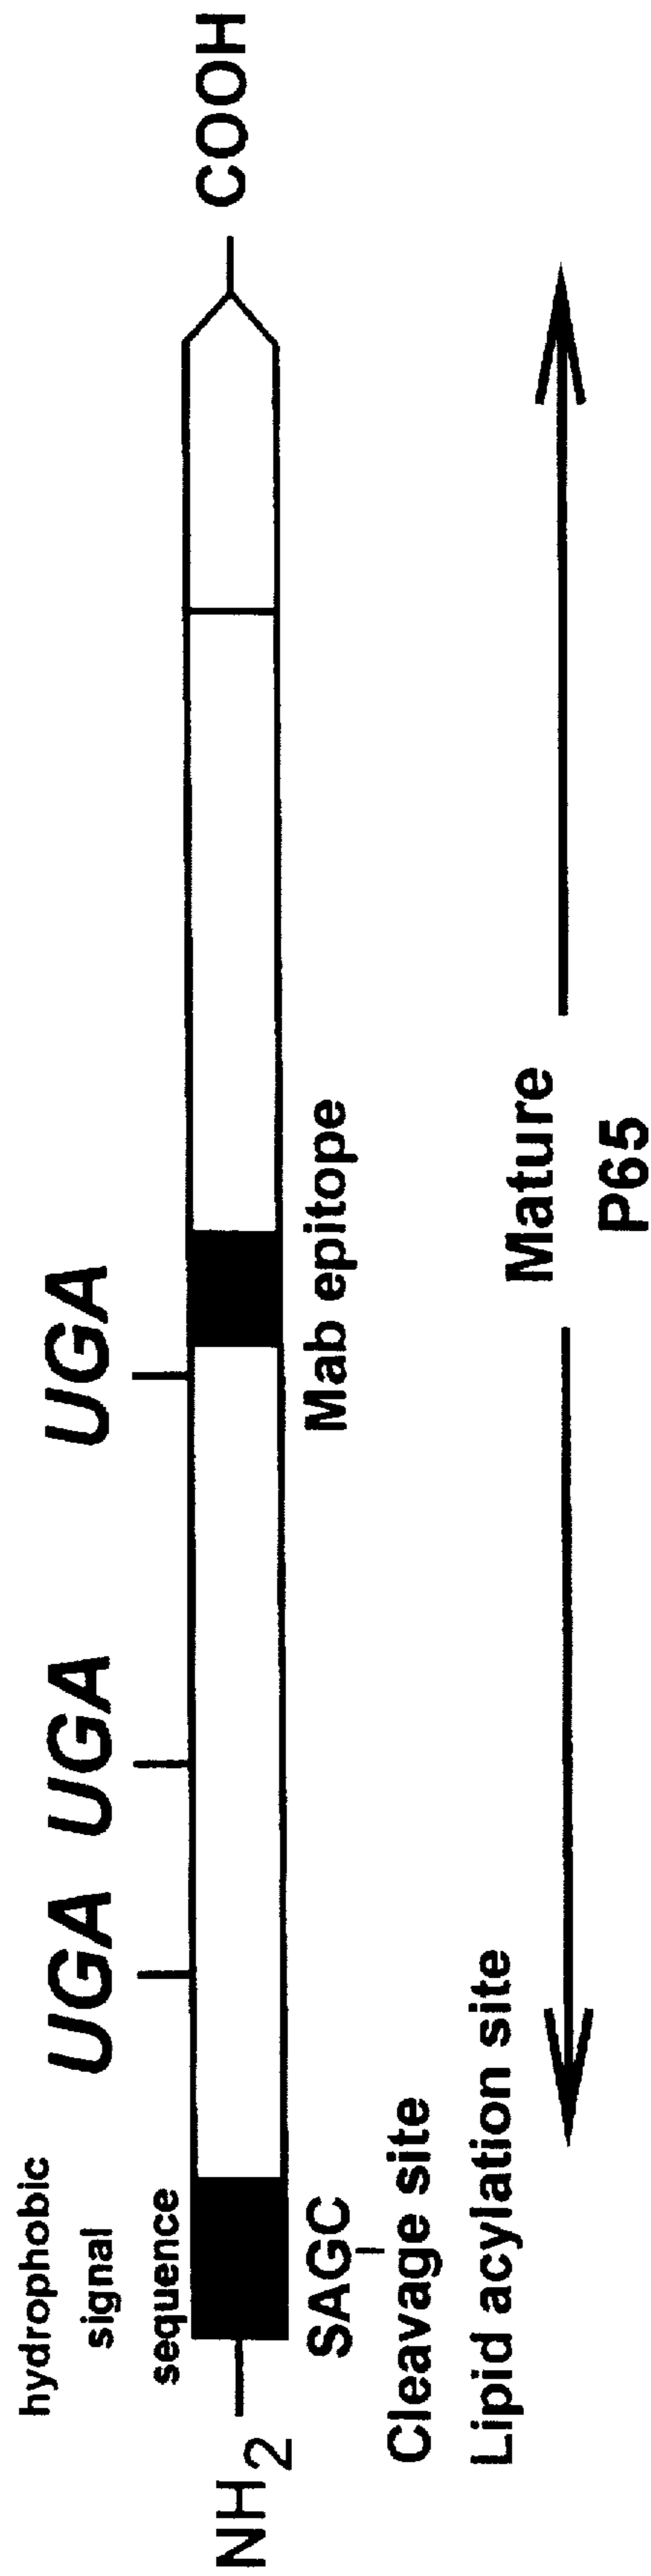 hydrophobic
signal
sequence
UGA UGA UGA
NH2
COOH
SAGC
Mab epitope
Cleavage site
Lipid acylation site
Mature
P65